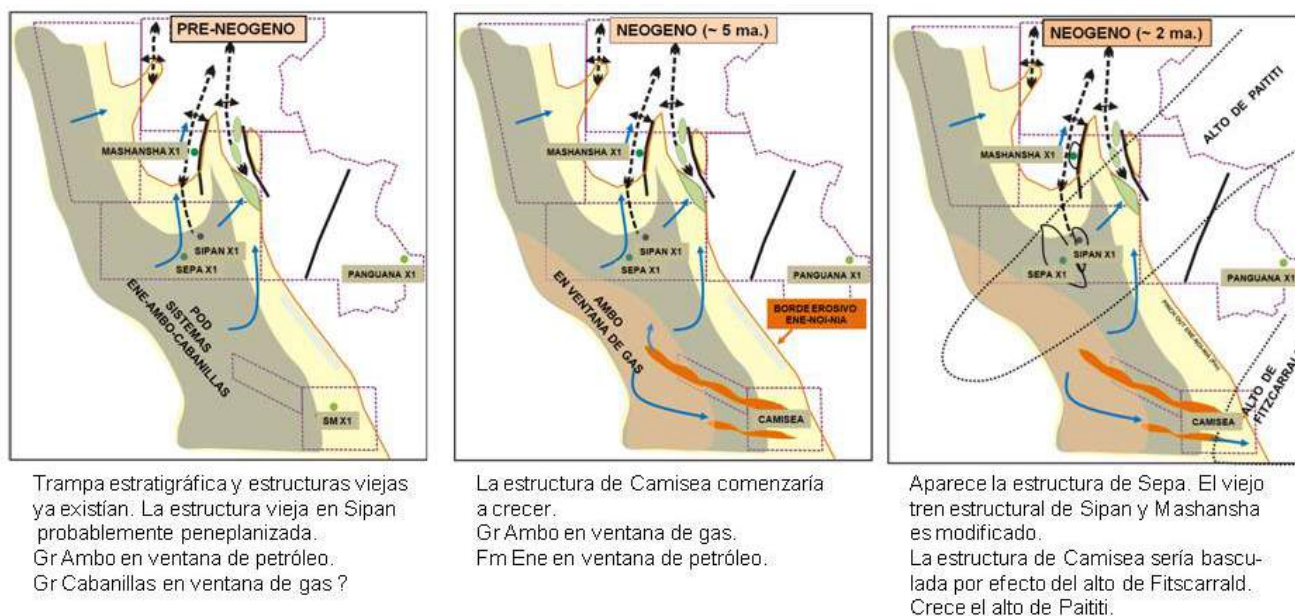 PRE-NEOGENO
MASHANSHA X1
SIPAN X1
SEPA X1
PANGUANA X1
POD
SISTEMAS
ENE-AMBO-CABANILLAS
SM X1
Trampa estratigráfica y estructuras viejas
ya existían. La estructura vieja en Sipan
probablemente peneplanizada.
Gr Ambo en ventana de petróleo.
Gr Cabanillas en ventana de gas ?
NEOGENO (~ 5 ma.)
MASHANSHA X1
SIPAN X1
SEPA X1
PANGUANA X1
BORDE EROSIVO
ENE-NOI-NIA
AMBO
EN VENTANA DE GAS
CAMISEA
La estructura de Camisea comenzaría
a crecer.
Gr Ambo en ventana de gas.
Fm Ene en ventana de petróleo.
NEOGENO (~ 2 ma.)
ALTO DE PAITITI
MASHANSHA X1
SIPAN X1
SEPA X1
PANGUANA X1
PINCH OUT ENE-NOI-NIA
ALTO DE
FITZCARRALD
CAMISEA
Aparece la estructura de Sepa. El viejo
tren estructural de Sipan y Mashansha
es modificado.
La estructura de Camisea sería bascu-
lada por efecto del alto de Fitscarrald.
Crece el alto de Paititi.